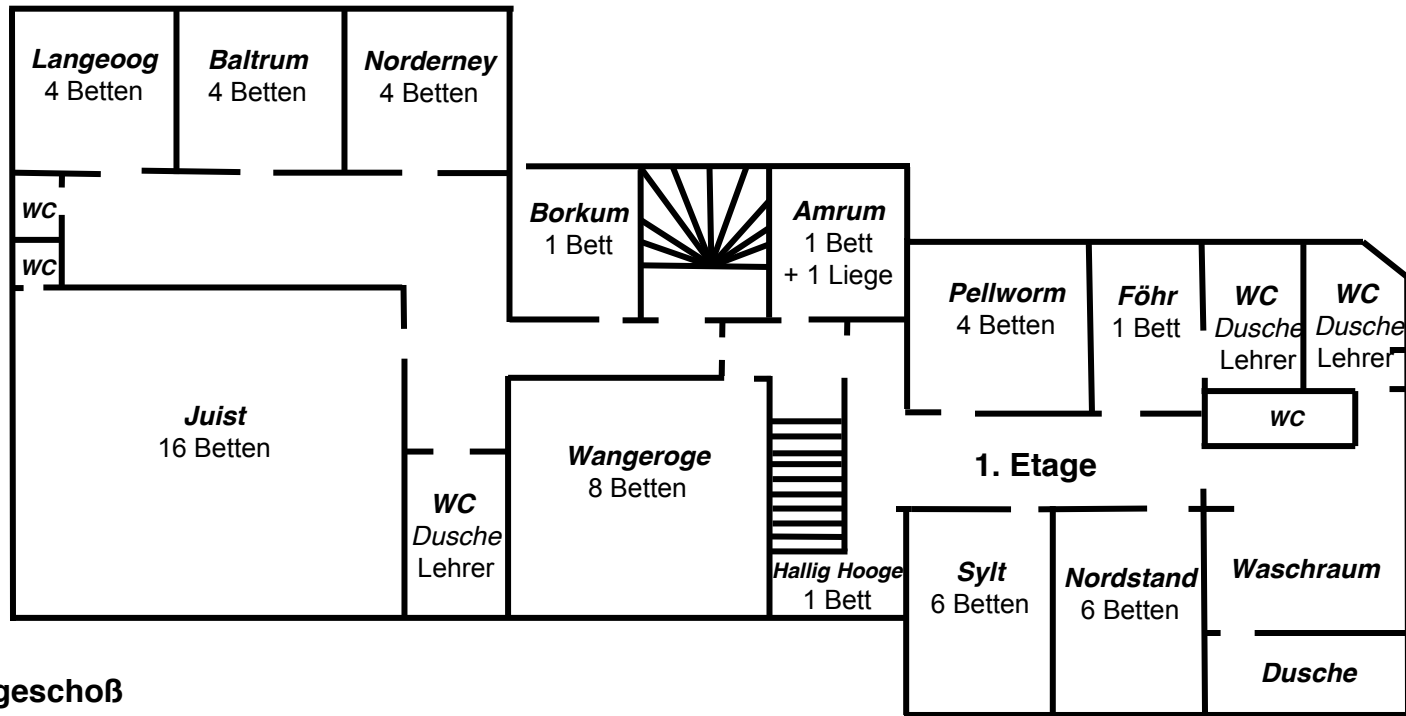 Langeoog
4 Betten
Baltrum
4 Betten
Norderney
4 Betten
WC
WC
Borkum
1 Bett
Amrum
1 Bett
+ 1 Liege
Pellworm
4 Betten
Föhr
1 Bett
WC
Dusche
Lehrer
WC
Dusche
Lehrer
WC
Juist
16 Betten
WC
Dusche
Lehrer
Wangeroge
8 Betten
1. Etage
Hallig Hooge
1 Bett
Sylt
6 Betten
Nordstand
6 Betten
Waschraum
Dusche
geschoß